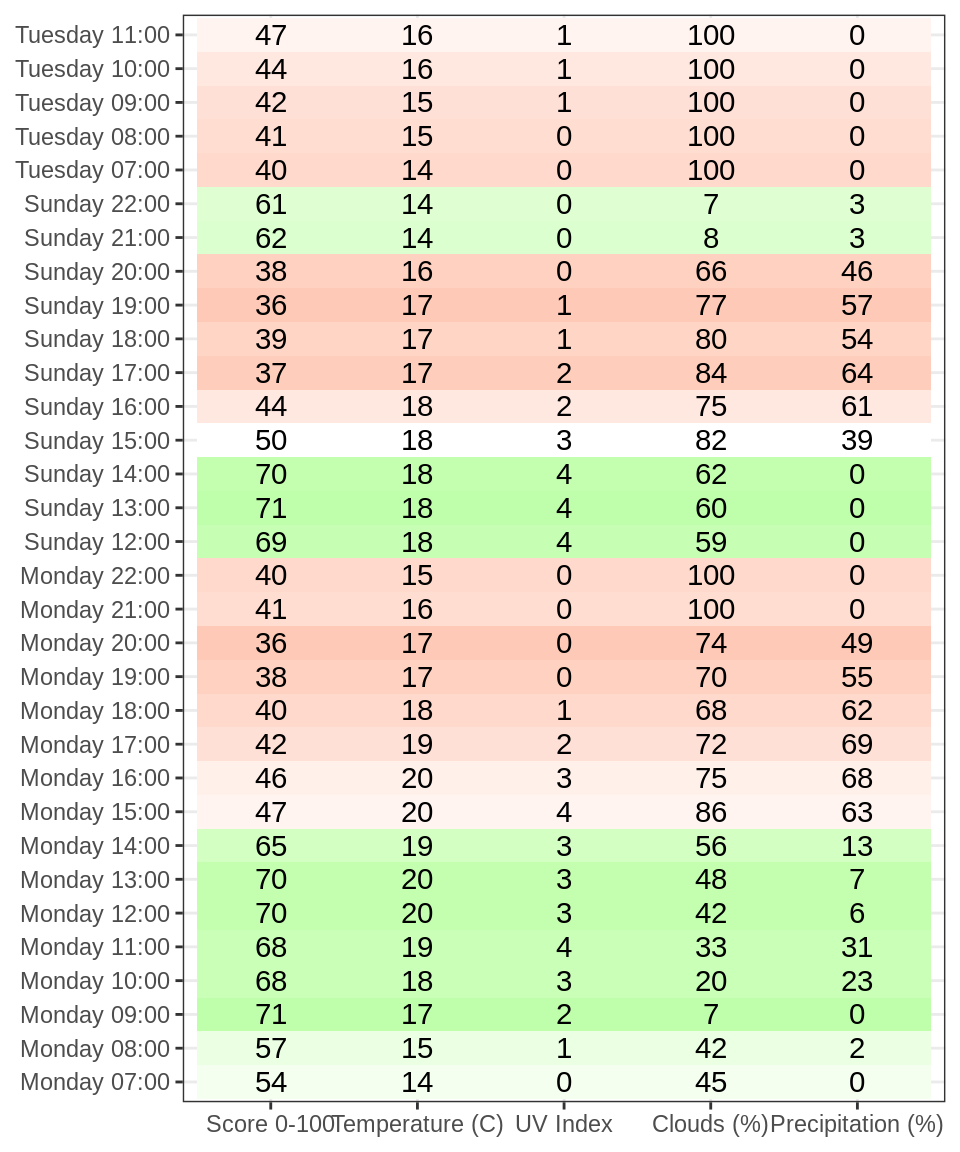 Tuesday 11:00 47 16 1 100 0
Tuesday 10:00 44 16 1 100 0
Tuesday 09:00 42 15 1 100 0
Tuesday 08:00 41 15 0 100 0
Tuesday 07:00 40 14 0 100 0
Sunday 22:00 61 14 0 7 3
Sunday 21:00 62 14 0 8 3
Sunday 20:00 38 16 0 66 46
Sunday 19:00 36 17 1 77 57
Sunday 18:00 39 17 1 80 54
Sunday 17:00 37 17 2 84 64
Sunday 16:00 44 18 2 75 61
Sunday 15:00 50 18 3 82 39
Sunday 14:00 70 18 4 62 0
Sunday 13:00 71 18 4 60 0
Sunday 12:00 69 18 4 59 0
Monday 22:00 40 15 0 100 0
Monday 21:00 41 16 0 100 0
Monday 20:00 36 17 0 74 49
Monday 19:00 38 17 0 70 55
Monday 18:00 40 18 1 68 62
Monday 17:00 42 19 2 72 69
Monday 16:00 46 20 3 75 68
Monday 15:00 47 20 4 86 63
Monday 14:00 65 19 3 56 13
Monday 13:00 70 20 3 48 7
Monday 12:00 70 20 3 42 6
Monday 11:00 68 19 4 33 31
Monday 10:00 68 18 3 20 23
Monday 09:00 71 17 2 7 0
Monday 08:00 57 15 1 42 2
Monday 07:00 54 14 0 45 0
Score 0-100 Temperature (C) UV Index Clouds (%) Precipitation (%)